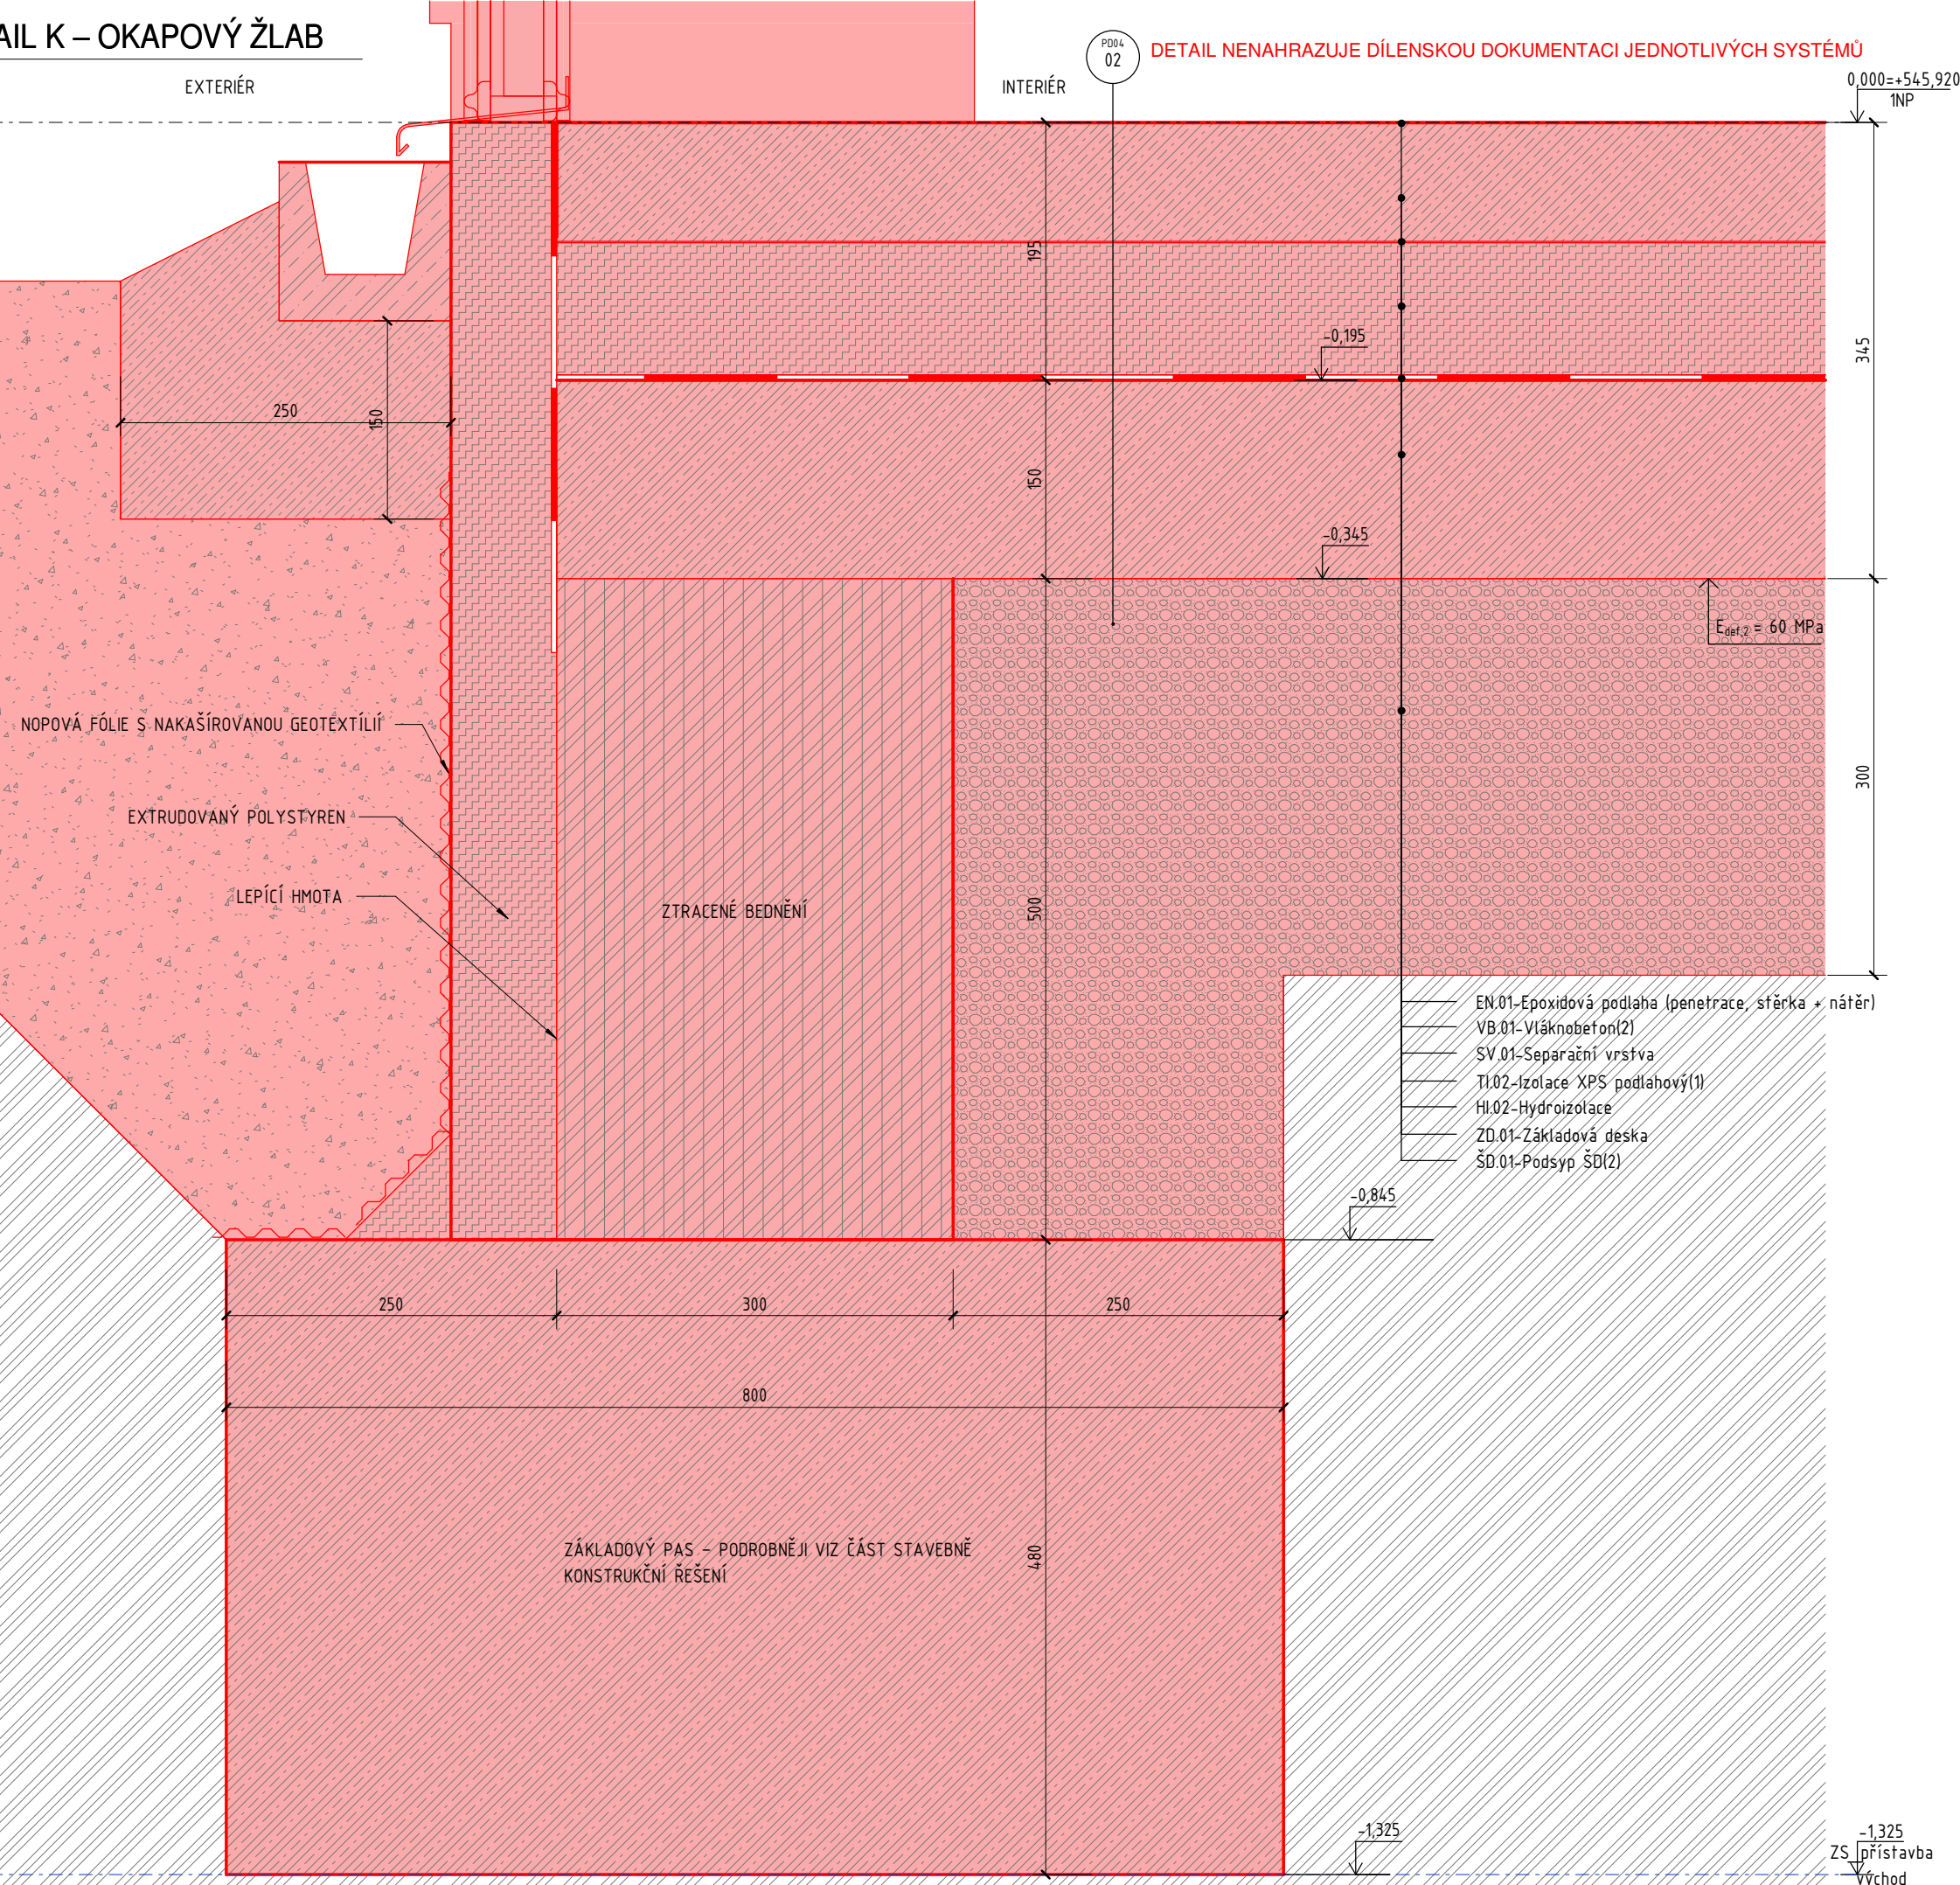 AIL K – OKAPOVÝ ŽLAB
EXTERIÉR
INTERIÉR
PD04
02
DETAIL NENAHRAZUJE DÍLENSKOU DOKUMENTACI JEDNOTLIVÝCH SYSTÉMŮ
0,000=+545,920
1NP
195
-0,195
345
250
150
150
-0,345
Edef,2 = 60 MPa
NOPOVÁ FÓLIE S NAKAŠÍROVANOU GEOTEXTÍLIÍ
300
EXTRUDOVANÝ POLYSTYREN
LEPÍCÍ HMOTA
ZTRACENÉ BEDNĚNÍ
500
EN.01-Epoxidová podlaha (penetrace, stěrka + nátěr)
VB.01-Vláknobeton(2)
SV.01-Separační vrstva
TI.02-Izolace XPS podlahový(1)
HI.02-Hydroizolace
ZD.01-Základová deska
ŠD.01-Podsyp ŠD(2)
-0,845
250
300
250
800
ZÁKLADOVÝ PAS - PODROBNĚJI VIZ ČÁST STAVEBNĚ
KONSTRUKČNÍ ŘEŠENÍ
480
-1,325
-1,325
ZS přístavba
východ